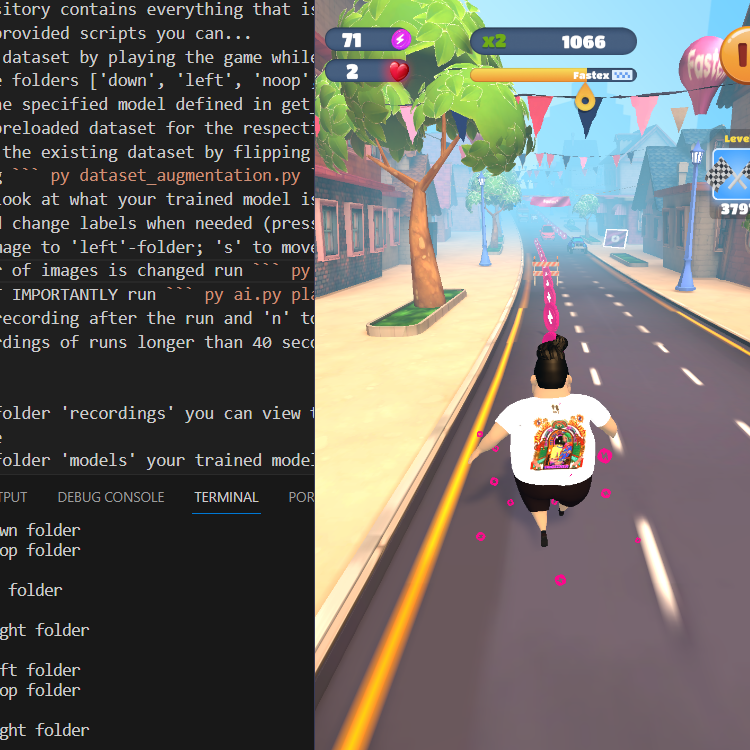 sitory contains everything that is
provided scripts you can...
dataset by playing the game while
e folders ['down', 'left', 'noop'
he specified model defined in get
preloaded dataset for the respecti
the existing dataset by flipping
g ``` py dataset_augmentation.py
look at what your trained model is
d change labels when needed (press
mage to 'left'-folder; 's' to move
r of images is changed run ``` py
T IMPORTANTLY run ``` py ai.py pla
recording after the run and 'n' to
rdings of runs longer than 40 seco
folder 'recordings' you can view t
e
folder 'models' your trained model
TPUT DEBUG CONSOLE TERMINAL POR
wn folder
op folder
folder
ght folder
ft folder
op folder
ght folder
71
x2 1066
2
Fastex
Faste
Leve
379